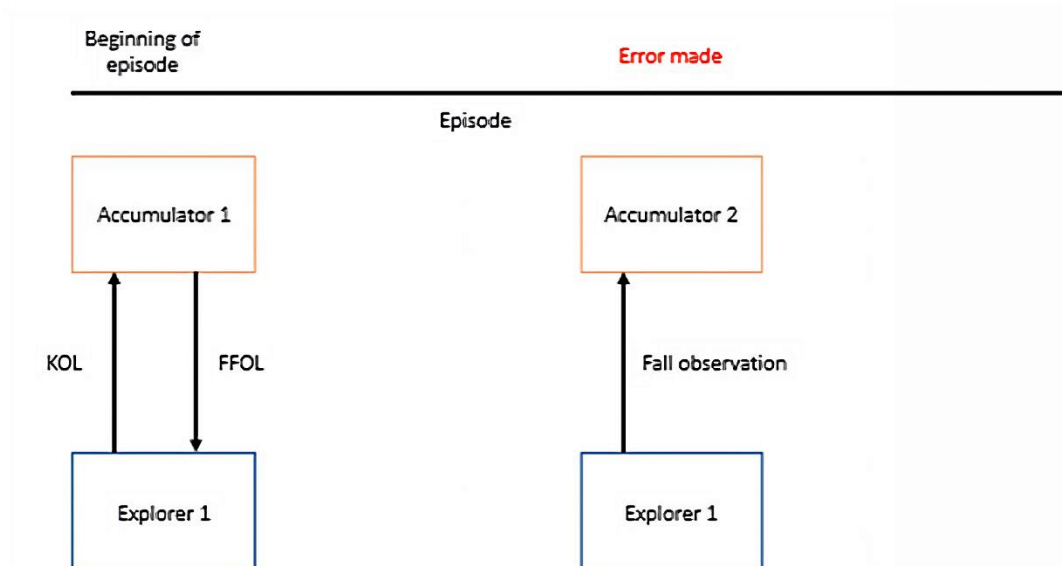 Beginning of
episode
Error made
Episode
Accumulator 1
Accumulator 2
KOL
FFOL
Fall observation
Explorer 1
Explorer 1